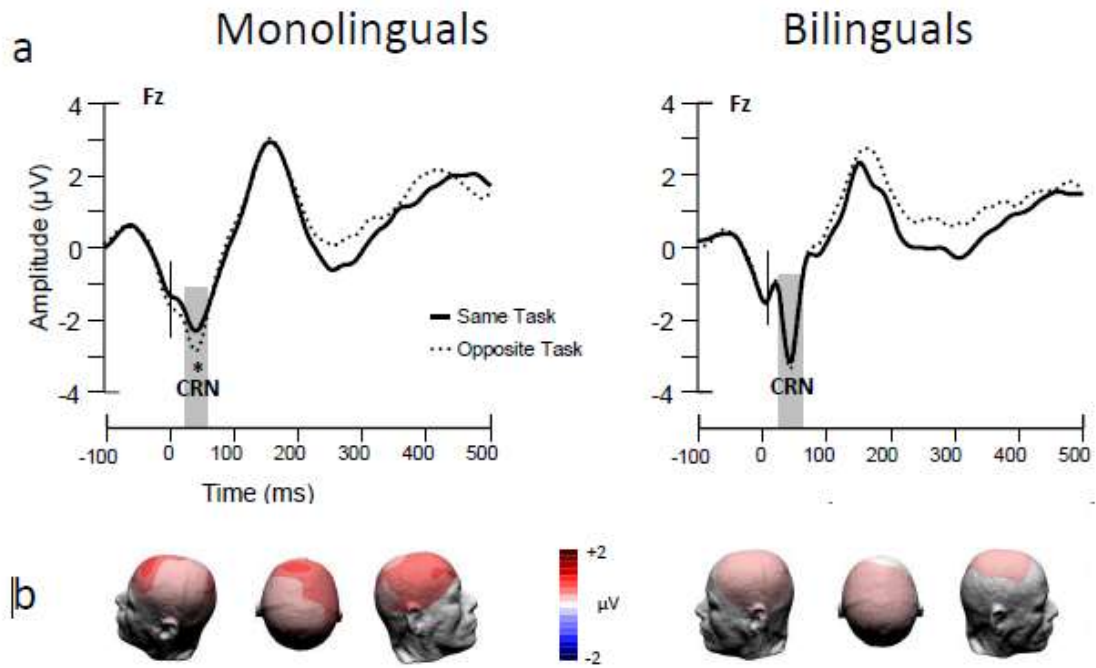 Monolinguals
Bilinguals
a
Fz
4
2
0
-2
-4
Amplitude (µV)
Same Task
Opposite Task
*
CRN
-100 0 100 200 300 400 500
Time (ms)
Fz
4
2
0
-2
-4
CRN
-100 0 100 200 300 400 500
b
+2
µV
-2